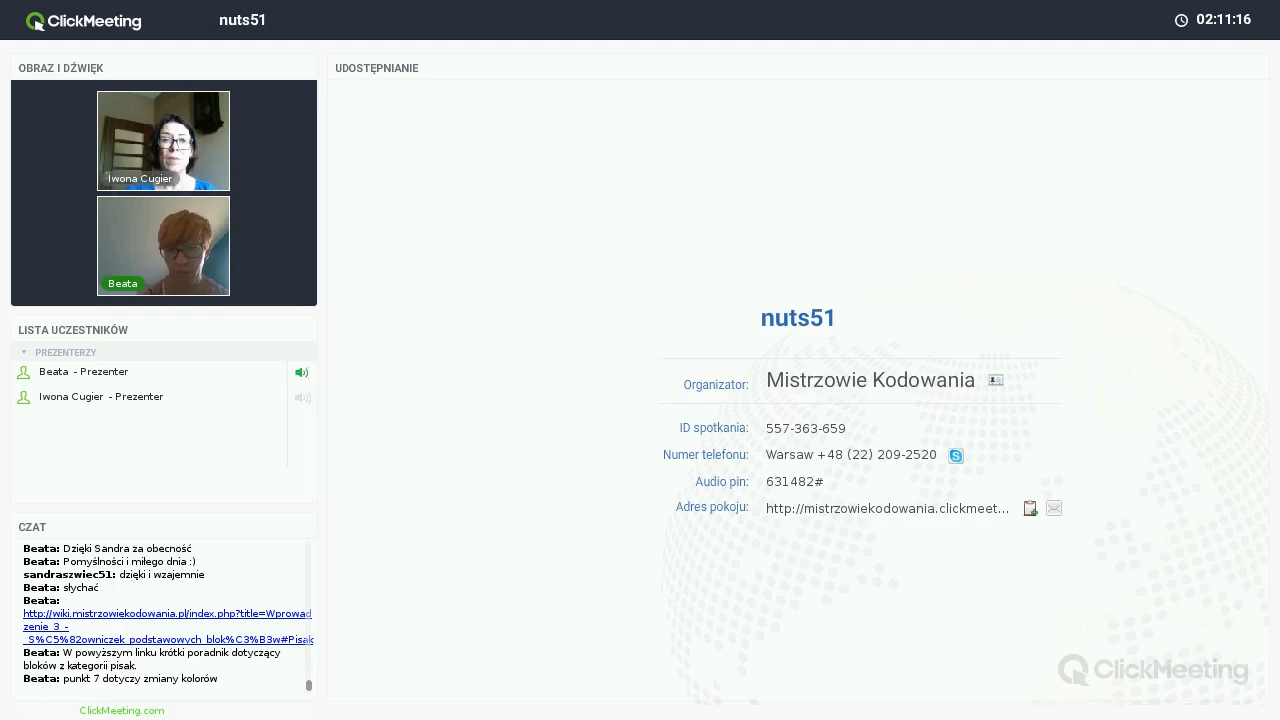 ClickMeeting
nuts51
02:11:16
OBRAZ I DŹWIĘK
Iwona Cugier
Beata
LISTA UCZESTNIKÓW
PREZENTERZY
Beata - Prezenter
Iwona Cugier - Prezenter
CZAT
Beata: Dzięki Sandra za obecność
Beata: Pomyślności i miłego dnia :)
sandraszwiec51: dzięki i wzajemnie
Beata: słychać
Beata:
http://wiki.mistrzowiekodowania.pl/index.php?title=Wprowad
zenie_3_-
_S%C5%82owniczek_podstawowych_blok%C3%B3w#Pisak
Beata: W powyższym linku krótki poradnik dotyczący
bloków z kategorii pisak.
Beata: punkt 7 dotyczy zmiany kolorów
ClickMeeting.com
UDOSTĘPNIANIE
nuts51
Organizator: Mistrzowie Kodowania
ID spotkania: 557-363-659
Numer telefonu: Warsaw +48 (22) 209-2520
Audio pin: 631482#
Adres pokoju: http://mistrzowiekodowania.clickmeet...
ClickMeeting